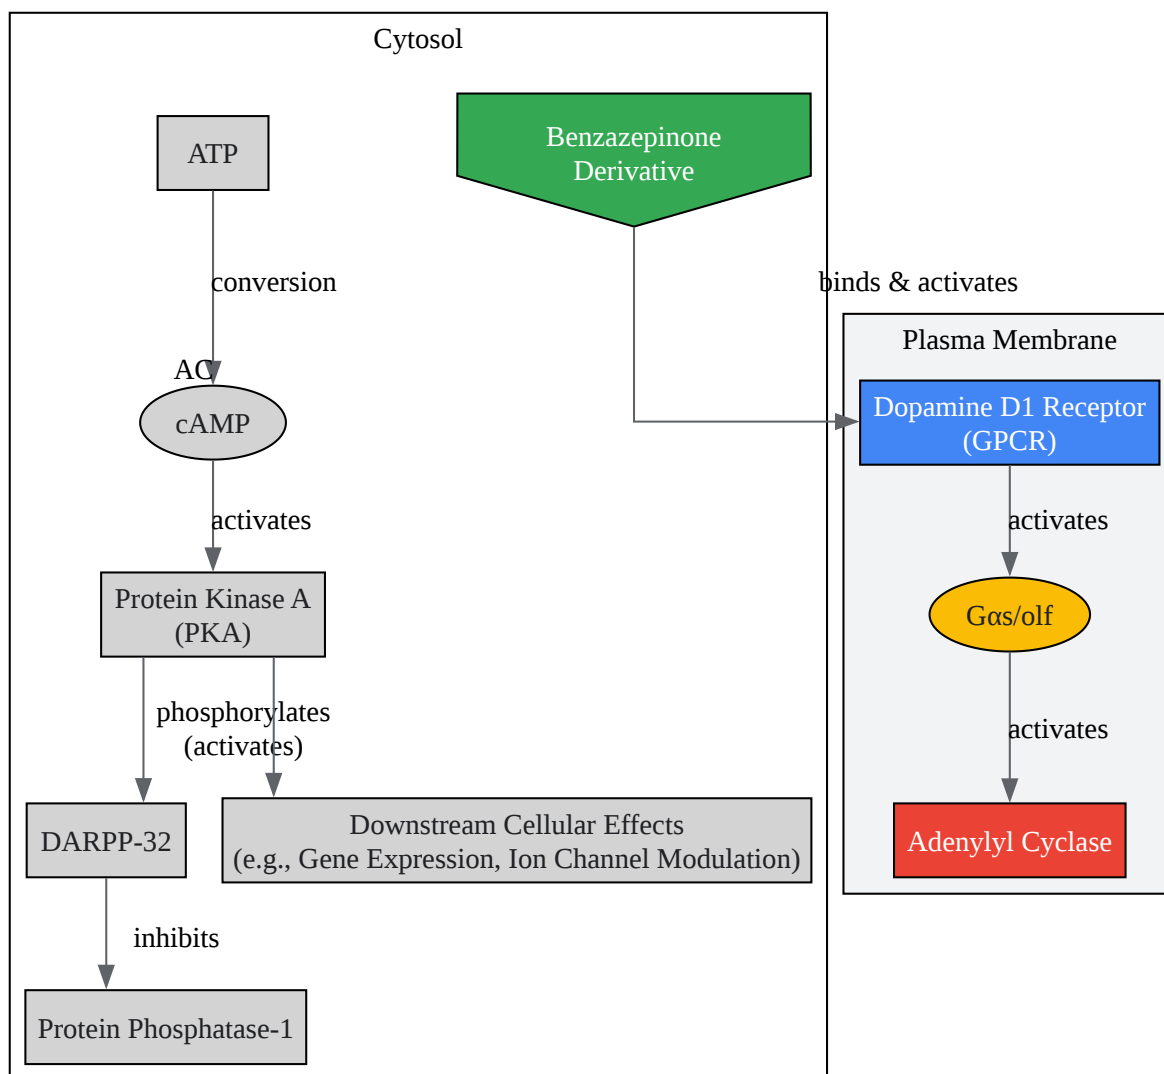 Cytosol
ATP
Benzazepinone
Derivative
conversion
binds & activates
Plasma Membrane
AC
cAMP
Dopamine D1 Receptor
(GPCR)
activates
activates
Protein Kinase A
(PKA)
Gαs/olf
phosphorylates
(activates)
activates
DARPP-32
Downstream Cellular Effects
(e.g., Gene Expression, Ion Channel Modulation)
Adenylyl Cyclase
inhibits
Protein Phosphatase-1